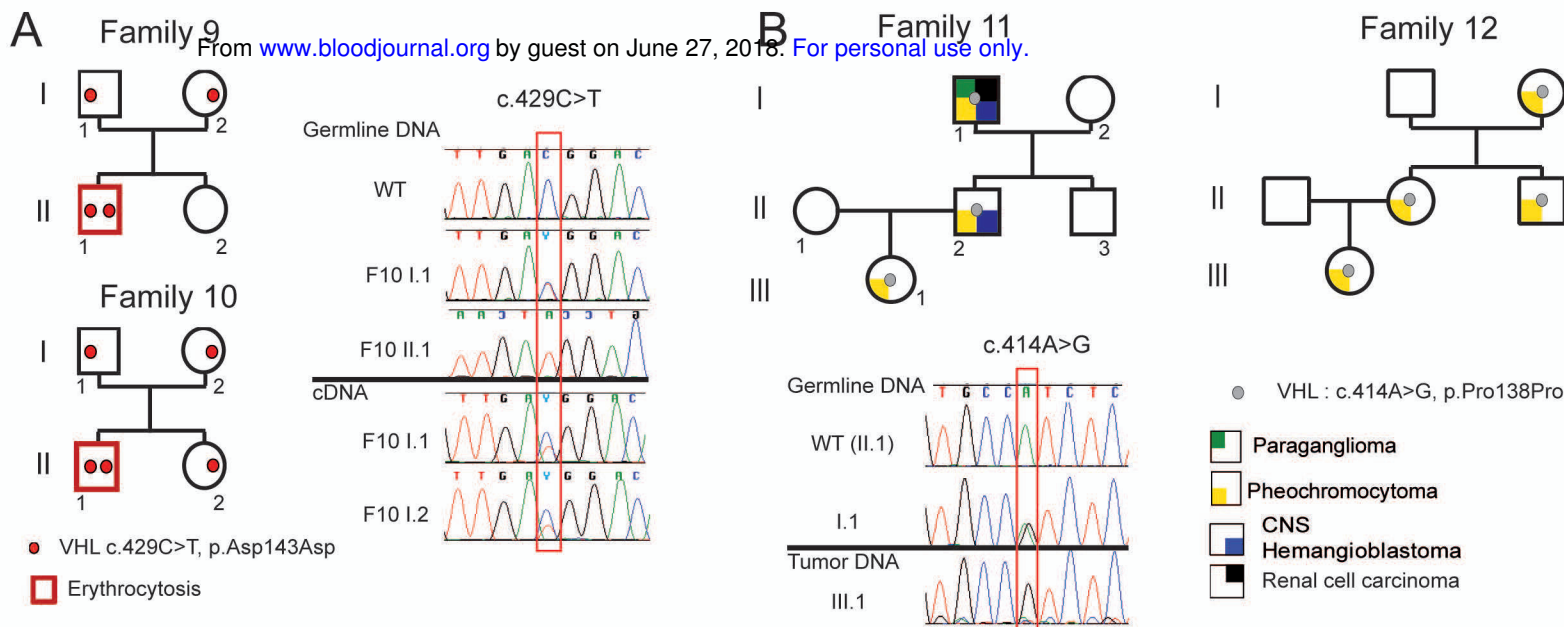 A
Family 9
From www.bloodjournal.org by guest on June 27, 2018. For personal use only.
I
1
2
II
1
2
Family 10
I
1
2
II
1
2
VHL c.429C>T, p.Asp143Asp
Erythrocytosis
c.429C>T
Germline DNA
T T G A C G G A C
WT
T T G A Y G G A C
F10 I.1
A A C T A C C T G
F10 II.1
cDNA
T T G A Y G G A C
F10 I.1
T T G A Y G G A C
F10 I.2
B
Family 11
I
1
2
II
1
2
3
III
1
c.414A>G
Germline DNA
T G C C A T C T C
WT (II.1)
I.1
Tumor DNA
III.1
Family 12
I
II
III
VHL : c.414A>G, p.Pro138Pro
Paraganglioma
Pheochromocytoma
CNS
Hemangioblastoma
Renal cell carcinoma